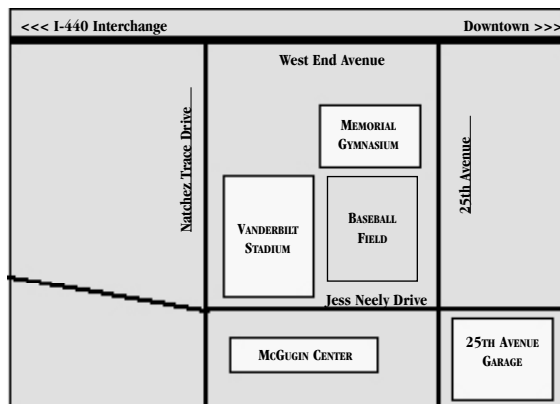 <<< I-440 Interchange
Downtown >>>
West End Avenue
Natchez Trace Drive
MEMORIAL
GYMNASIUM
25th Avenue
VANDERBILT
STADIUM
BASEBALL
FIELD
Jess Neely Drive
MCGUGIN CENTER
25TH AVENUE
GARAGE